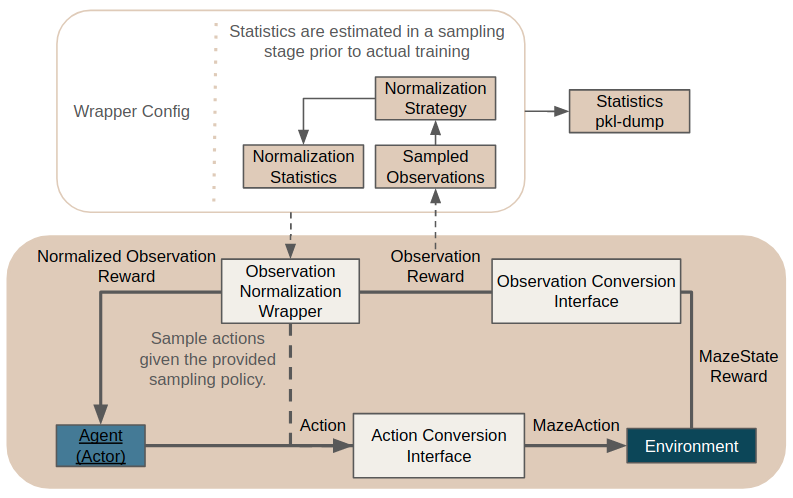 Statistics are estimated in a sampling
stage prior to actual training
Wrapper Config
Normalization
Strategy
Statistics
pkl-dump
Normalization
Statistics
Sampled
Observations
Normalized Observation
Reward
Observation
Normalization
Wrapper
Observation
Reward
Observation Conversion
Interface
Sample actions
given the provided
sampling policy.
MazeState
Reward
Agent
(Actor)
Action
Action Conversion
Interface
MazeAction
Environment